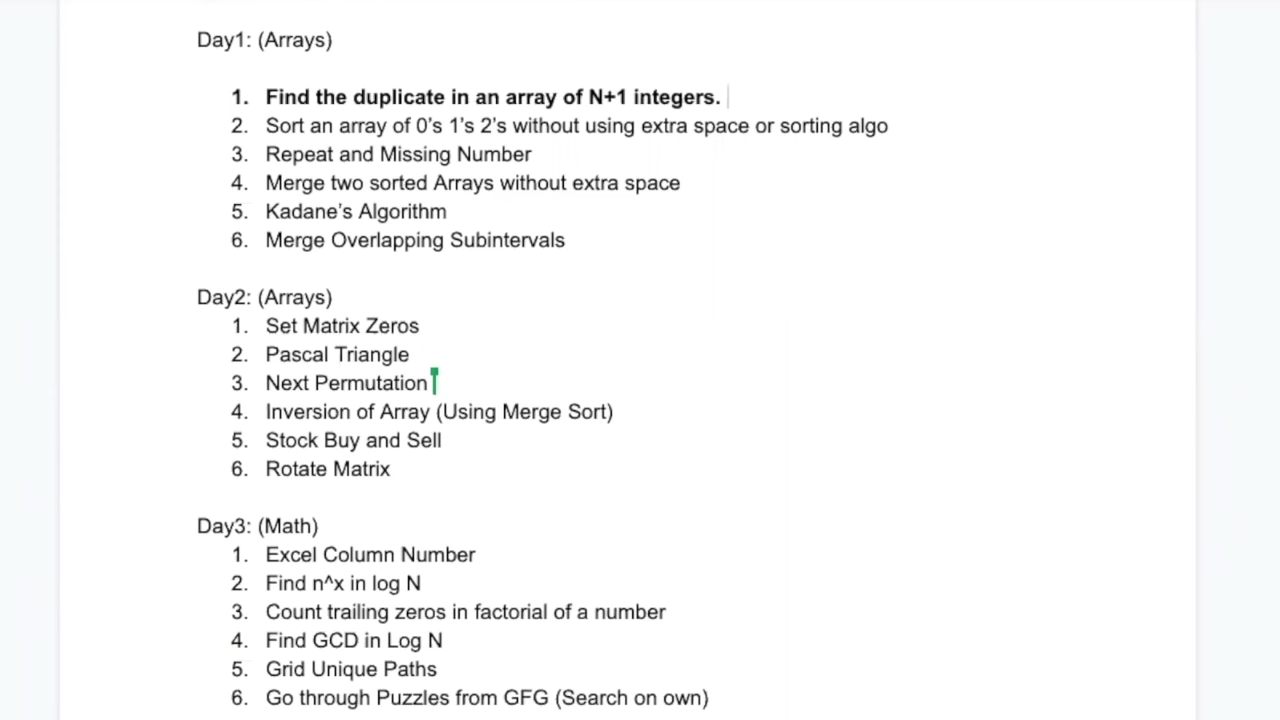 Day1: (Arrays)
1. Find the duplicate in an array of N+1 integers.
2. Sort an array of 0's 1's 2's without using extra space or sorting algo
3. Repeat and Missing Number
4. Merge two sorted Arrays without extra space
5. Kadane's Algorithm
6. Merge Overlapping Subintervals
Day2: (Arrays)
1. Set Matrix Zeros
2. Pascal Triangle
3. Next Permutation
4. Inversion of Array (Using Merge Sort)
5. Stock Buy and Sell
6. Rotate Matrix
Day3: (Math)
1. Excel Column Number
2. Find n^x in log N
3. Count trailing zeros in factorial of a number
4. Find GCD in Log N
5. Grid Unique Paths
6. Go through Puzzles from GFG (Search on own)